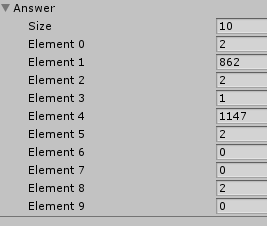 Answer
Size 10
Element 0 2
Element 1 862
Element 2 2
Element 3 1
Element 4 1147
Element 5 2
Element 6 0
Element 7 0
Element 8 2
Element 9 0